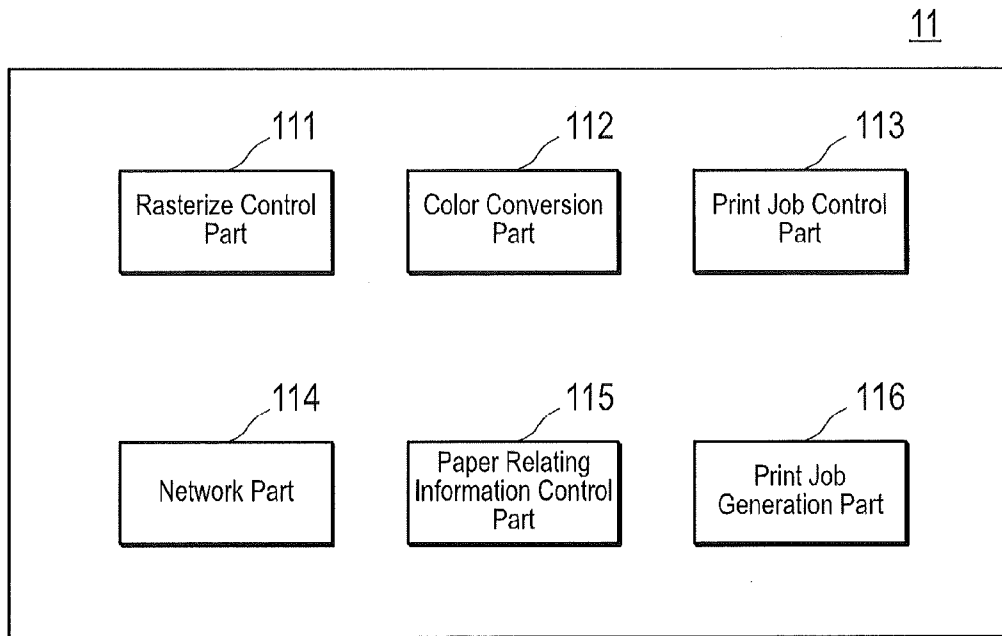 11
111
112
113
Rasterize Control
Part
Color Conversion
Part
Print Job Control
Part
114
115
116
Network Part
Paper Relating
Information Control
Part
Print Job
Generation Part